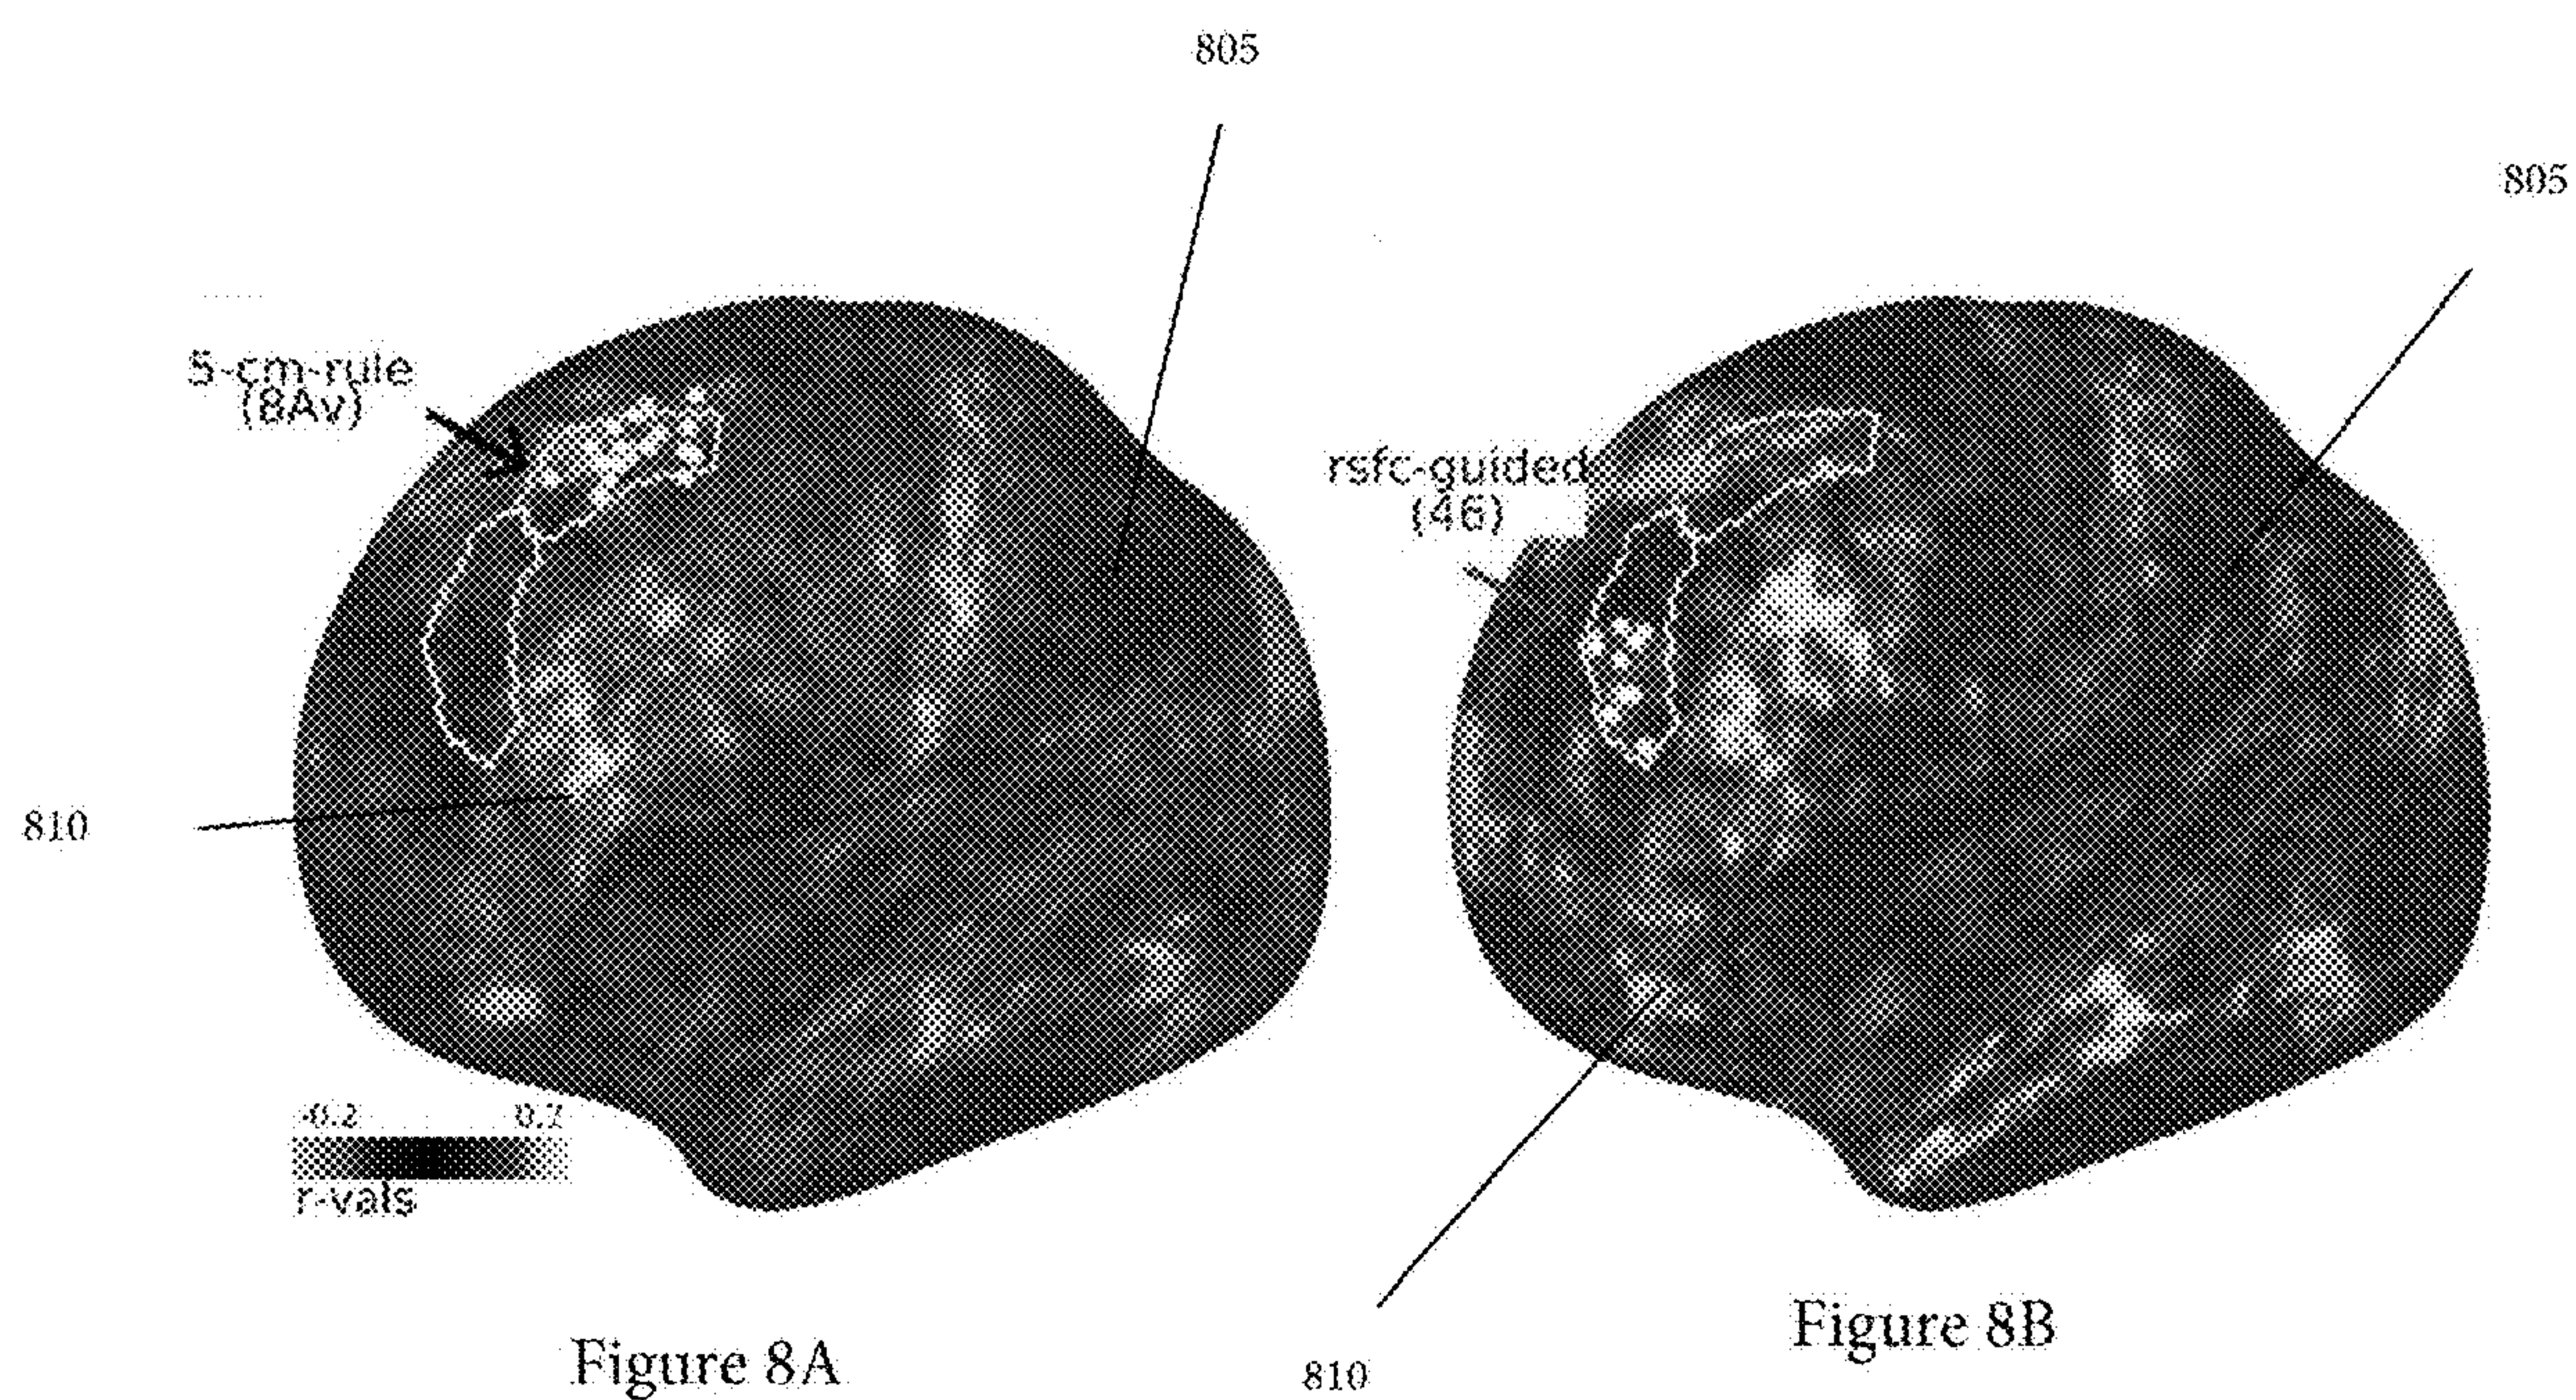 805
805
5-cm-rule
(8Av)
rsfc-guided
(46)
810
-0.2 0.7
r-vals
Figure 8A
Figure 8B
810